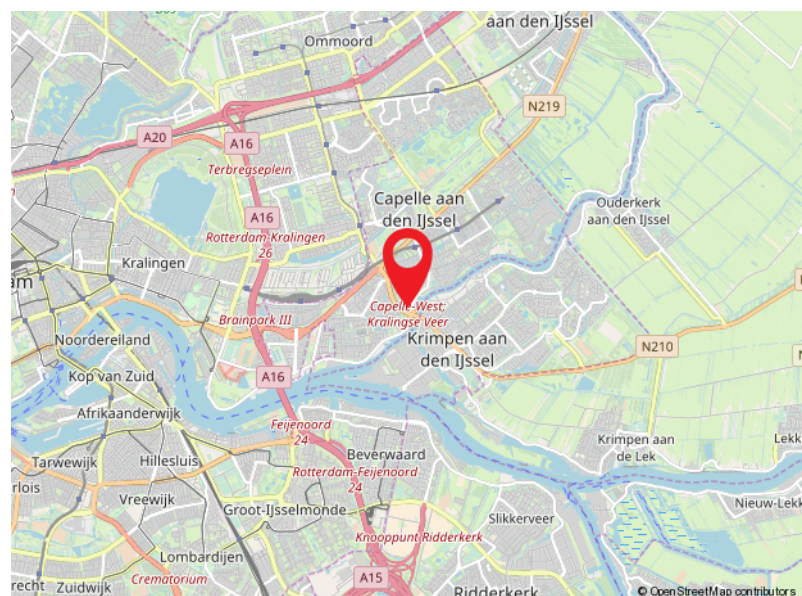 aan den IJssel
Ommoord
N219
A20
A16
Terbregseplein
Capelle aan
den IJssel
Ouderkerk
aan den IJssel
A16
Rotterdam Kralingen
26
Kralingen
Capelle-West;
Kralingse Veer
Brainpark III
Noordereiland
Krimpen aan
den IJssel
N210
Kop van Zuid
A16
Afrikaanderwijk
Feijenoord
24
Krimpen aan
de Lek
Lekk
Beverwaard
Tarwewijk
Hillesluis
Rotterdam-Feijenoord
24
rlois
Vreewijk
Groot-IJsselmonde
Slikkerveer
Nieuw-Lekk
Knooppunt Ridderkerk
Lombardijen
Crematorium
A15
recht
Zuidwijk
Ridderkerk
© OpenStreetMap contributors